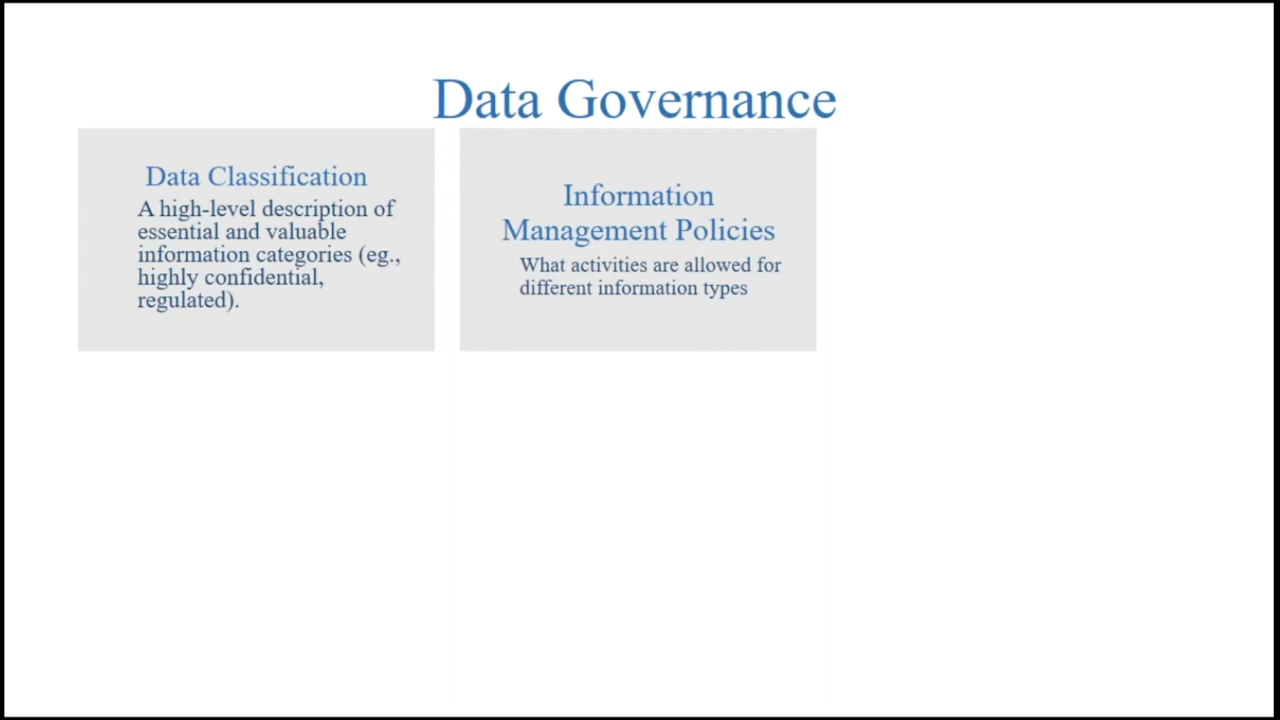 Data Governance
Data Classification
A high-level description of
essential and valuable
information categories (eg.,
highly confidential,
regulated).
Information
Management Policies
What activities are allowed for
different information types